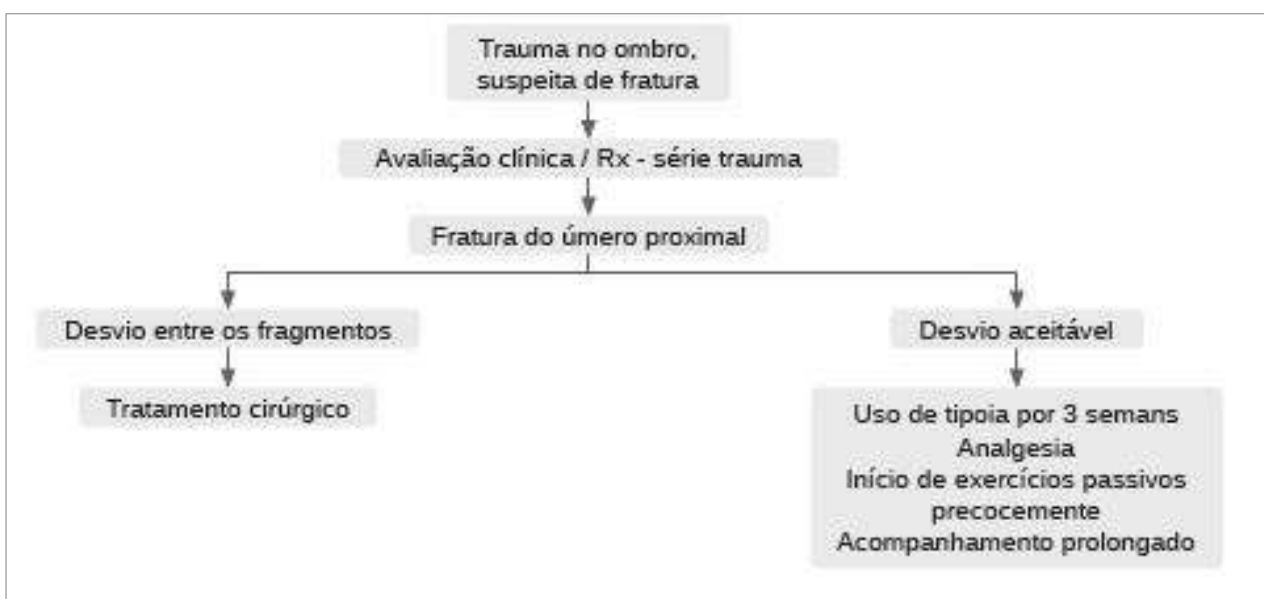 Trauma no ombro,
suspeita de fratura
Avaliação clínica / Rx - série trauma
Fratura do úmero proximal
Desvio entre os fragmentos
Desvio aceitável
Tratamento cirúrgico
Uso de tipoia por 3 semans
Analgesia
Início de exercícios passivos
precocemente
Acompanhamento prolongado